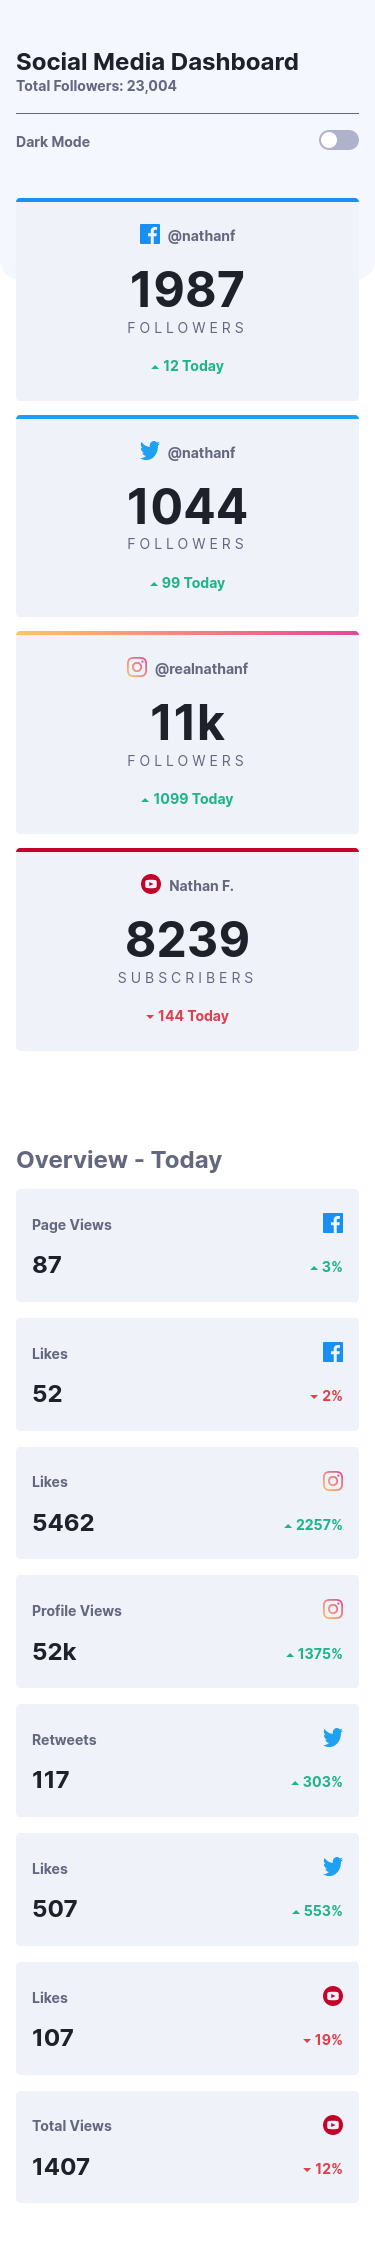 Social Media Dashboard
Total Followers: 23,004
Dark Mode
@nathanf
1987
FOLLOWERS
12 Today
@nathanf
1044
FOLLOWERS
99 Today
@realnathanf
11k
FOLLOWERS
1099 Today
Nathan F.
8239
SUBSCRIBERS
144 Today
Overview - Today
Page Views
87
3%
Likes
52
2%
Likes
5462
2257%
Profile Views
52k
1375%
Retweets
117
303%
Likes
507
553%
Likes
107
19%
Total Views
1407
12%